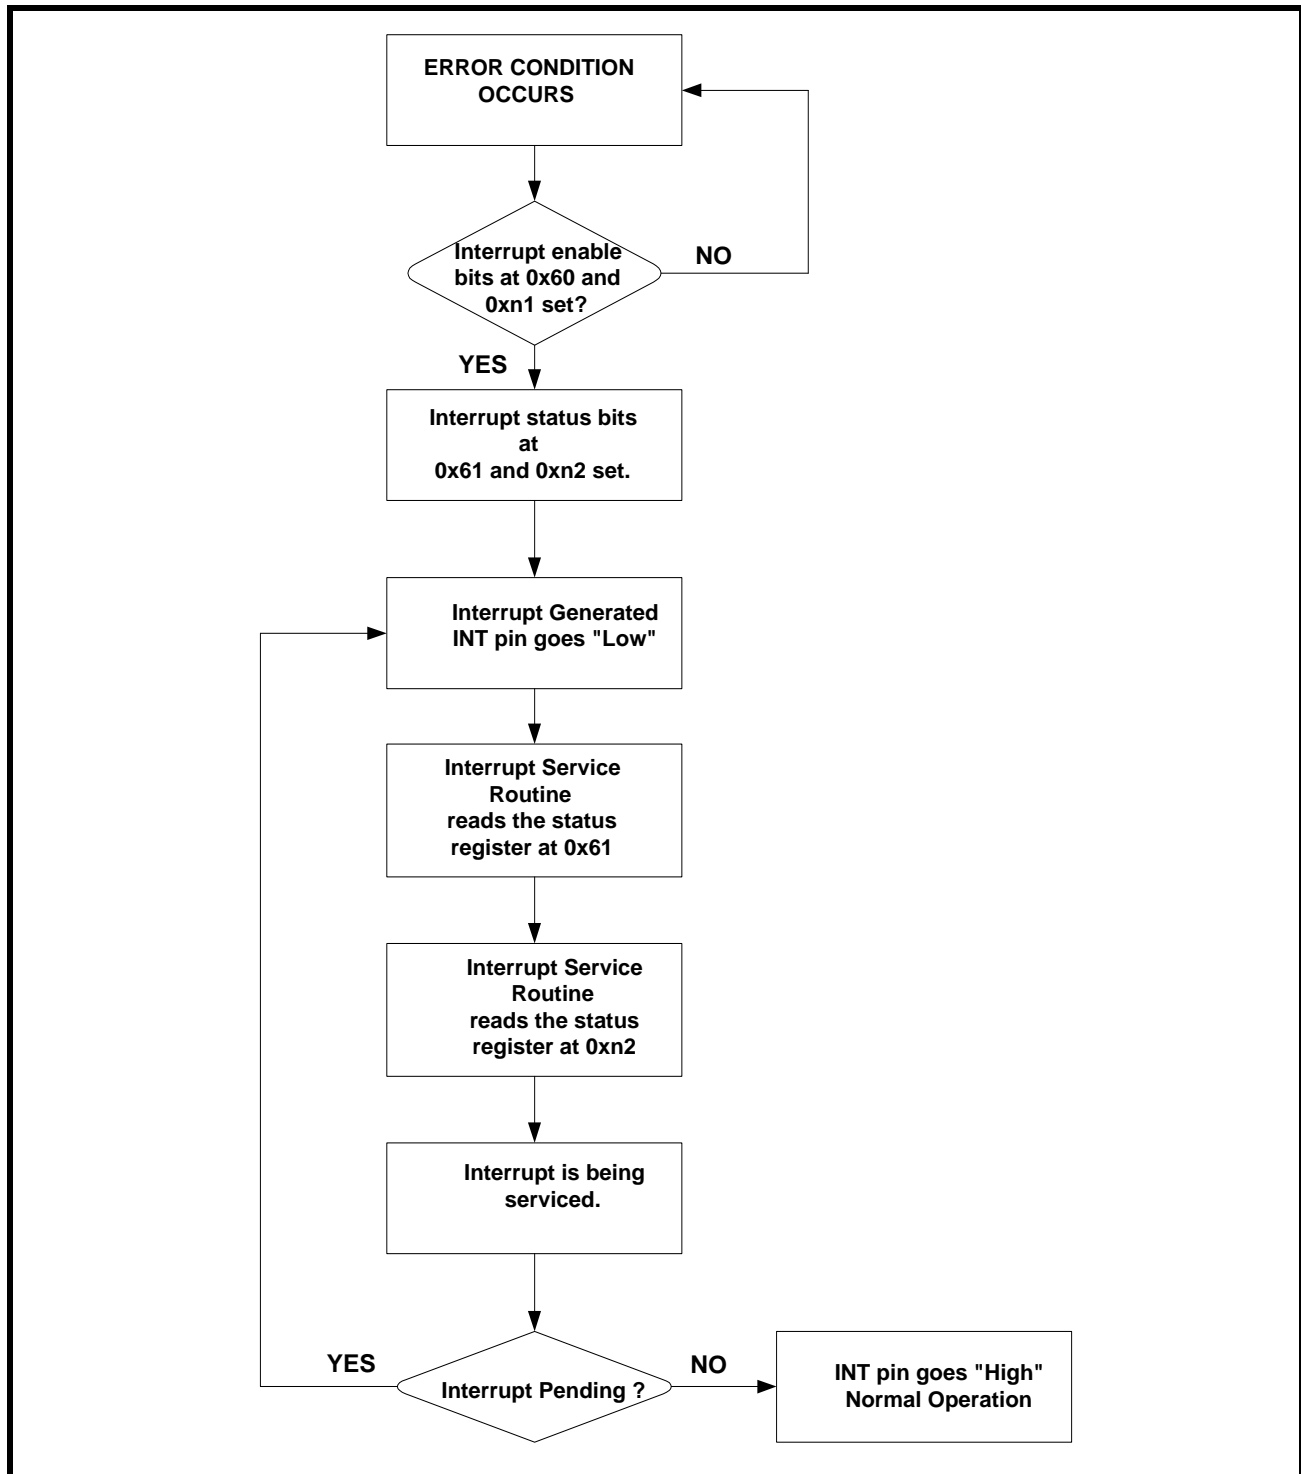 ERROR CONDITION
OCCURS
Interrupt enable
bits at 0x60 and
0xn1 set?
NO
YES
Interrupt status bits
at
0x61 and 0xn2 set.
Interrupt Generated
INT pin goes "Low"
Interrupt Service
Routine
reads the status
register at 0x61
Interrupt Service
Routine
reads the status
register at 0xn2
Interrupt is being
serviced.
YES
Interrupt Pending ?
NO
INT pin goes "High"
Normal Operation